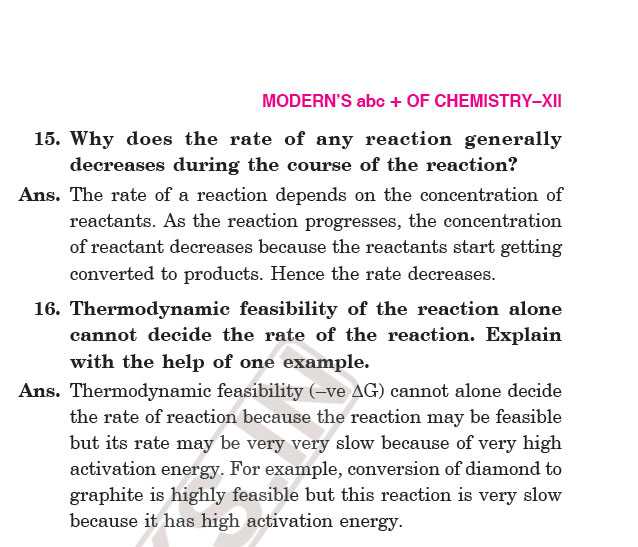 MODERN'S abc + OF CHEMISTRY–XII
15. Why does the rate of any reaction generally
decreases during the course of the reaction?
Ans. The rate of a reaction depends on the concentration of
reactants. As the reaction progresses, the concentration
of reactant decreases because the reactants start getting
converted to products. Hence the rate decreases.
16. Thermodynamic feasibility of the reaction alone
cannot decide the rate of the reaction. Explain
with the help of one example.
Ans. Thermodynamic feasibility (–ve ΔG) cannot alone decide
the rate of reaction because the reaction may be feasible
but its rate may be very very slow because of very high
activation energy. For example, conversion of diamond to
graphite is highly feasible but this reaction is very slow
because it has high activation energy.
S.IN